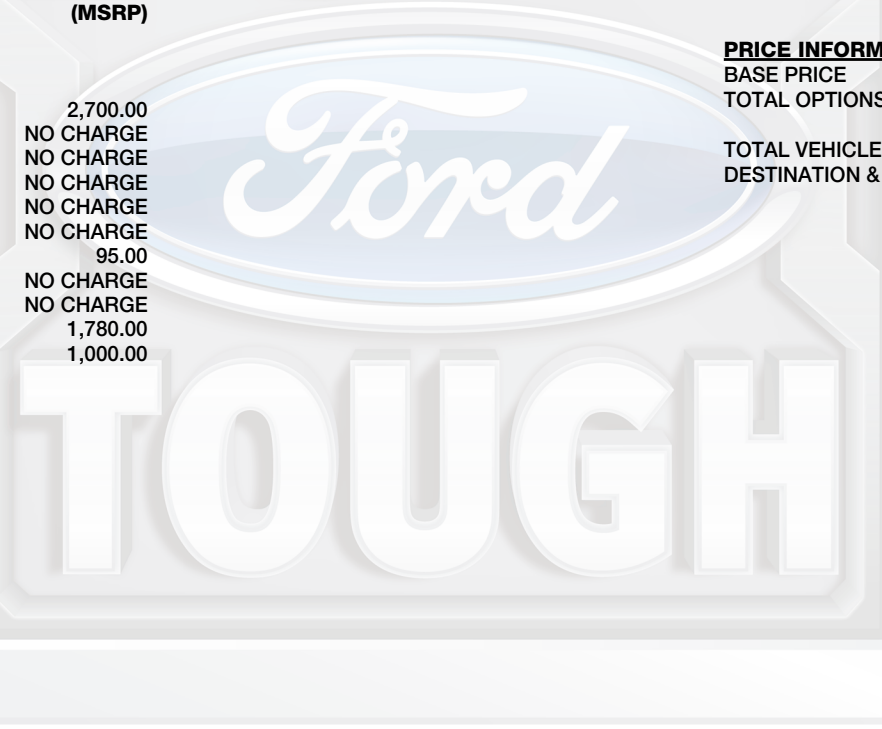 (MSRP)
2,700.00
NO CHARGE
NO CHARGE
NO CHARGE
NO CHARGE
NO CHARGE
95.00
NO CHARGE
NO CHARGE
1,780.00
1,000.00
PRICE INFORM
BASE PRICE
TOTAL OPTIONS
TOTAL VEHICLE
DESTINATION &
Ford
TOUGH